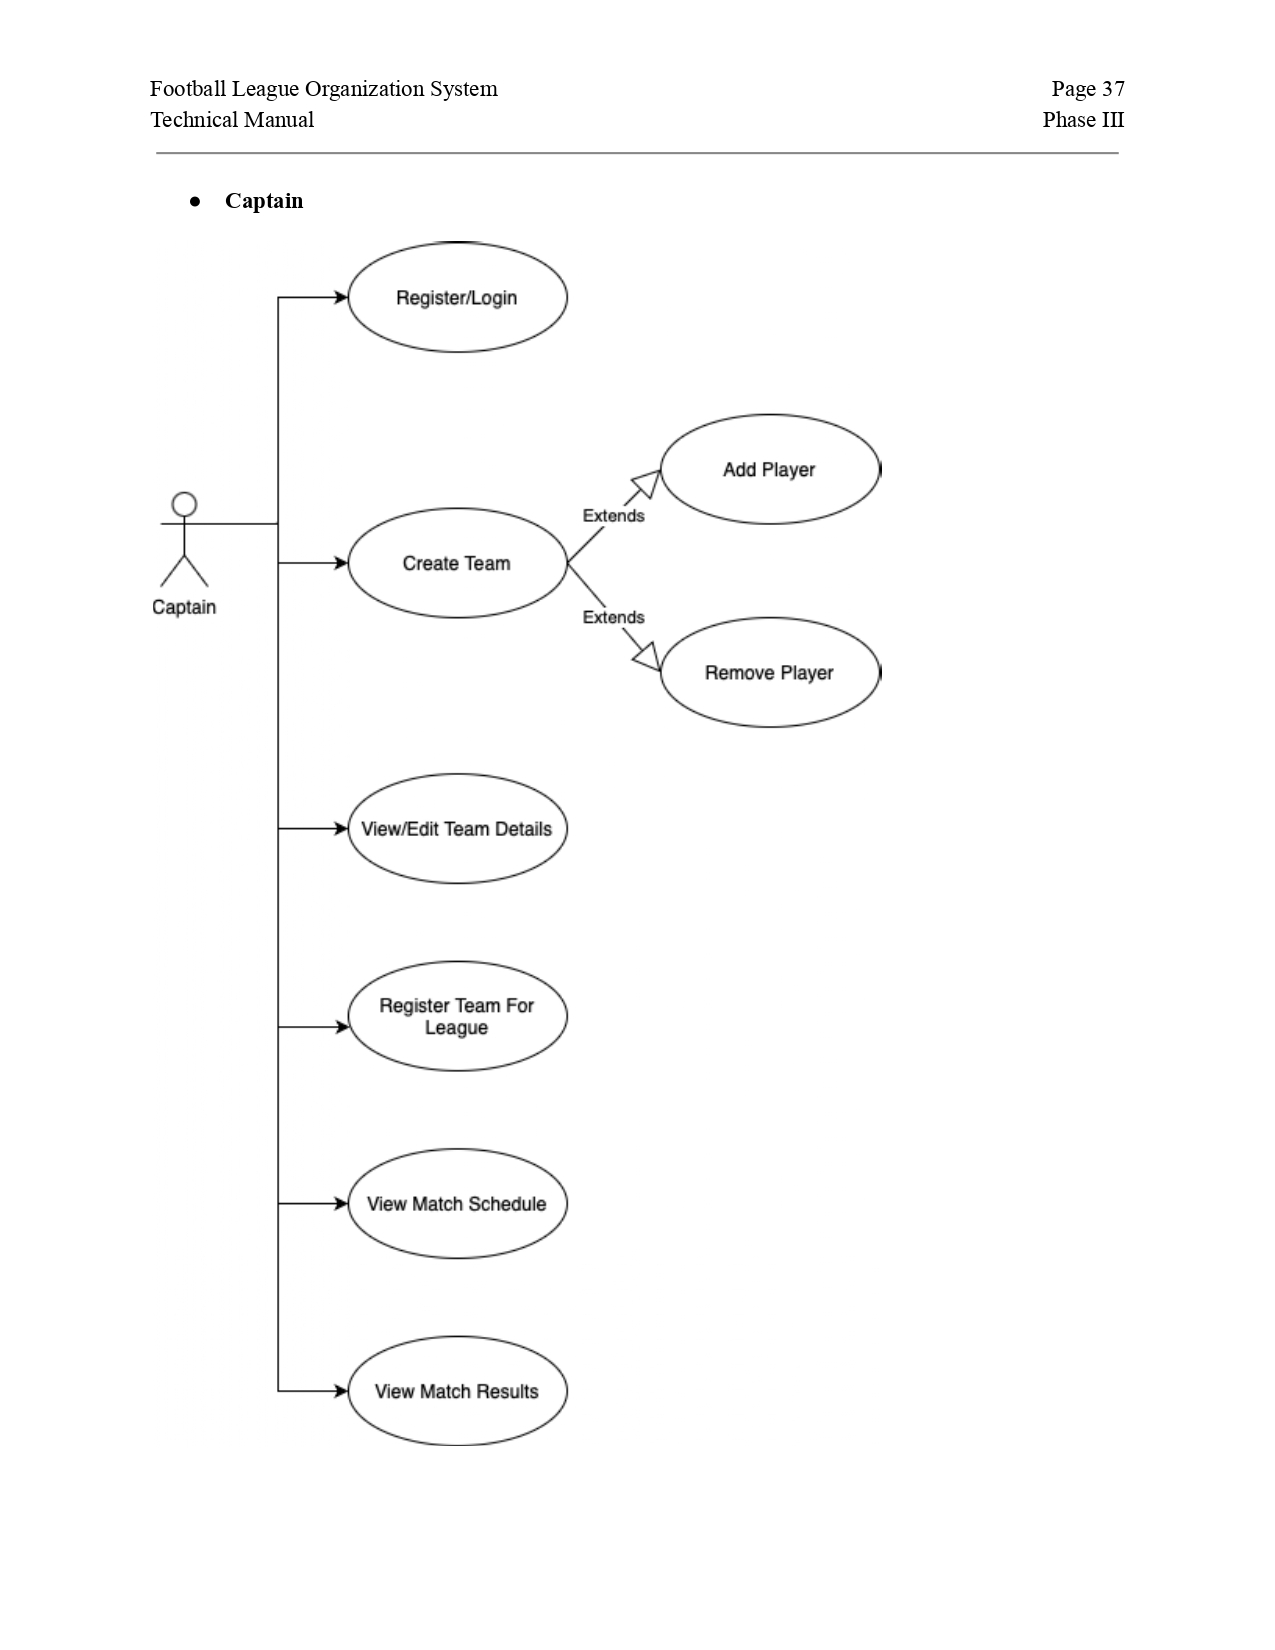 Football League Organization System Page 37
Technical Manual Phase III
● Captain
Register/Login
Add Player
Extends
Create Team
Captain
Extends
Remove Player
View/Edit Team Details
Register Team For
League
View Match Schedule
View Match Results